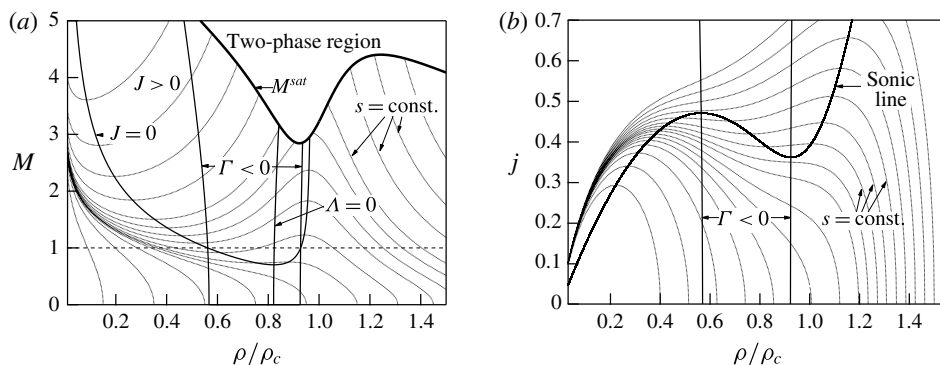 (a)
5
4
3
2
1
0
M
Two-phase region
J > 0
M^sat
s = const.
J = 0
Γ < 0
Λ = 0
0.2 0.4 0.6 0.8 1.0 1.2 1.4
ρ/ρ_c
(b)
0.7
0.6
0.5
0.4
0.3
0.2
0.1
0
j
Sonic
line
Γ < 0
s = const.
0.2 0.4 0.6 0.8 1.0 1.2 1.4
ρ/ρ_c